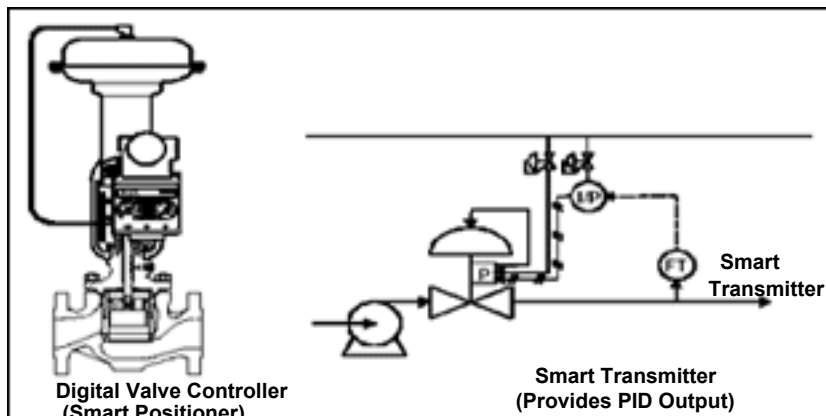 I/P
P
FT
Smart
Transmitter
Digital Valve Controller
(Smart Positioner)
Smart Transmitter
(Provides PID Output)